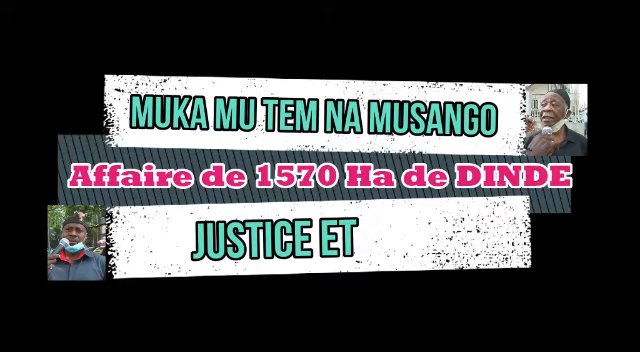 MUKA MU TEM NA MUSANGO
Affaire de 1570 Ha de DINDE
JUSTICE ET